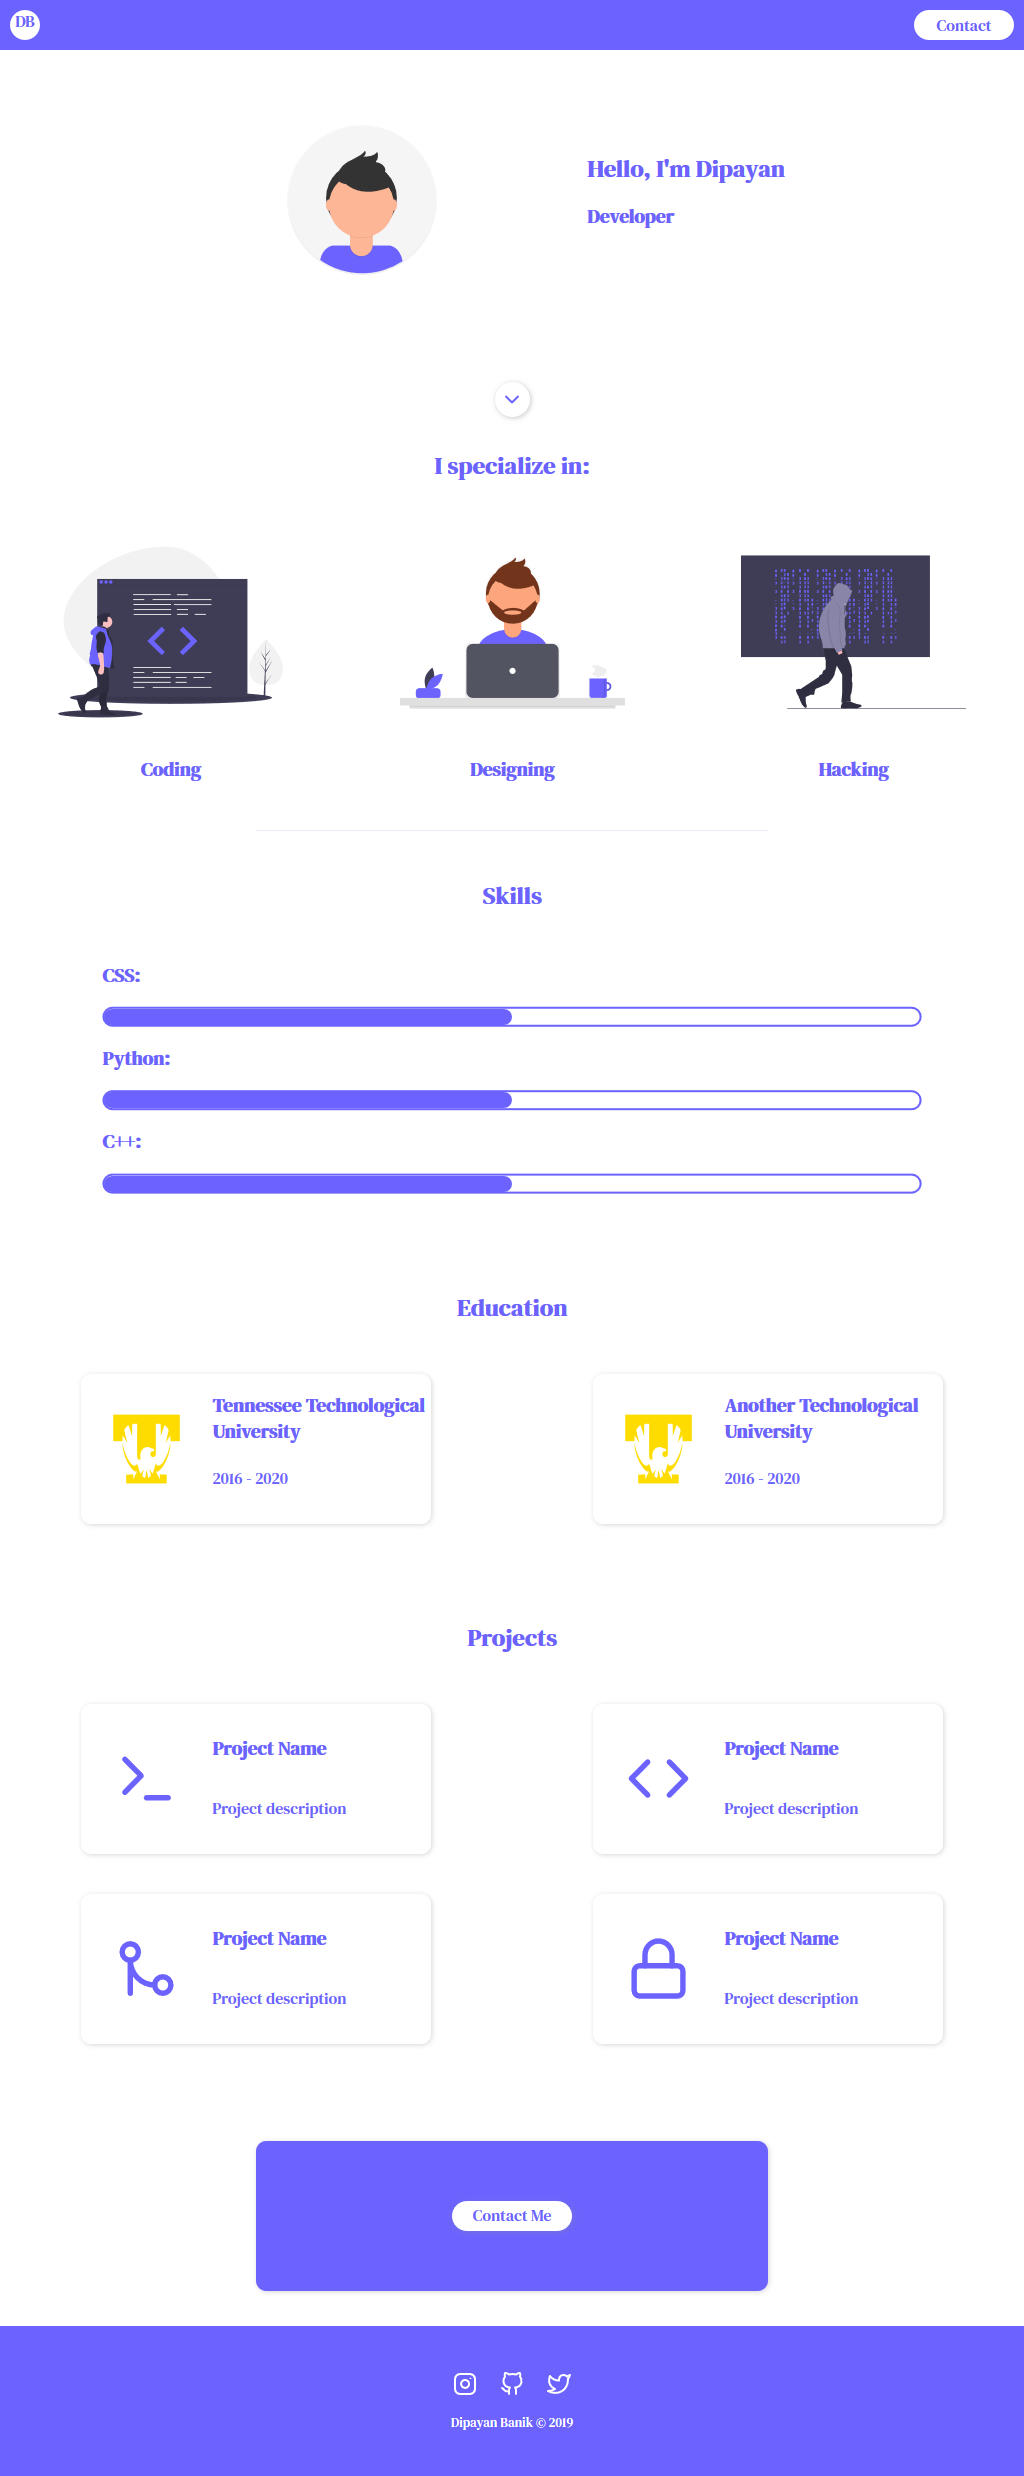 DB
Contact
Hello, I'm Dipayan
Developer
I specialize in:
Coding
Designing
Hacking
Skills
CSS:
Python:
C++:
Education
Tennessee Technological
University
2016 - 2020
Another Technological
University
2016 - 2020
Projects
Project Name
Project description
Project Name
Project description
Project Name
Project description
Project Name
Project description
Contact Me
Dipayan Banik © 2019